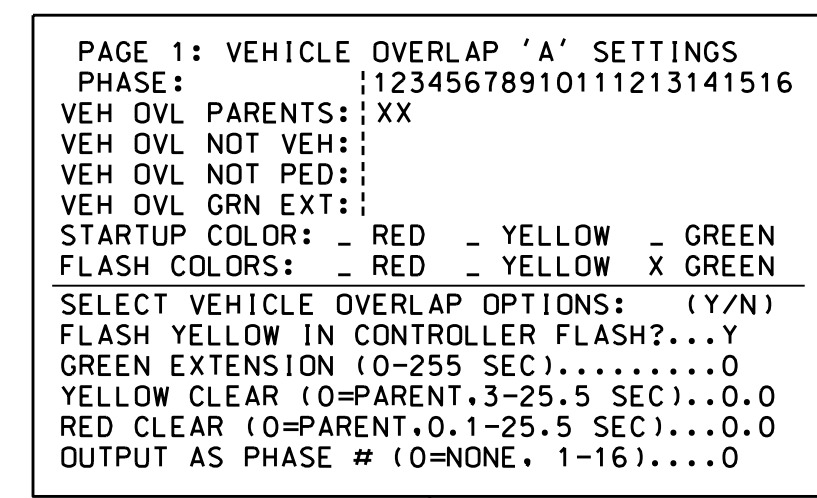 PAGE 1: VEHICLE OVERLAP 'A' SETTINGS
PHASE: ¦12345678910111213141516
VEH OVL PARENTS:¦XX
VEH OVL NOT VEH:¦
VEH OVL NOT PED:¦
VEH OVL GRN EXT:¦
STARTUP COLOR: _ RED _ YELLOW _ GREEN
FLASH COLORS: _ RED _ YELLOW X GREEN
SELECT VEHICLE OVERLAP OPTIONS: (Y/N)
FLASH YELLOW IN CONTROLLER FLASH?...Y
GREEN EXTENSION (0-255 SEC).........0
YELLOW CLEAR (0=PARENT,3-25.5 SEC)..0.0
RED CLEAR (0=PARENT,0.1-25.5 SEC)...0.0
OUTPUT AS PHASE # (0=NONE, 1-16)....0